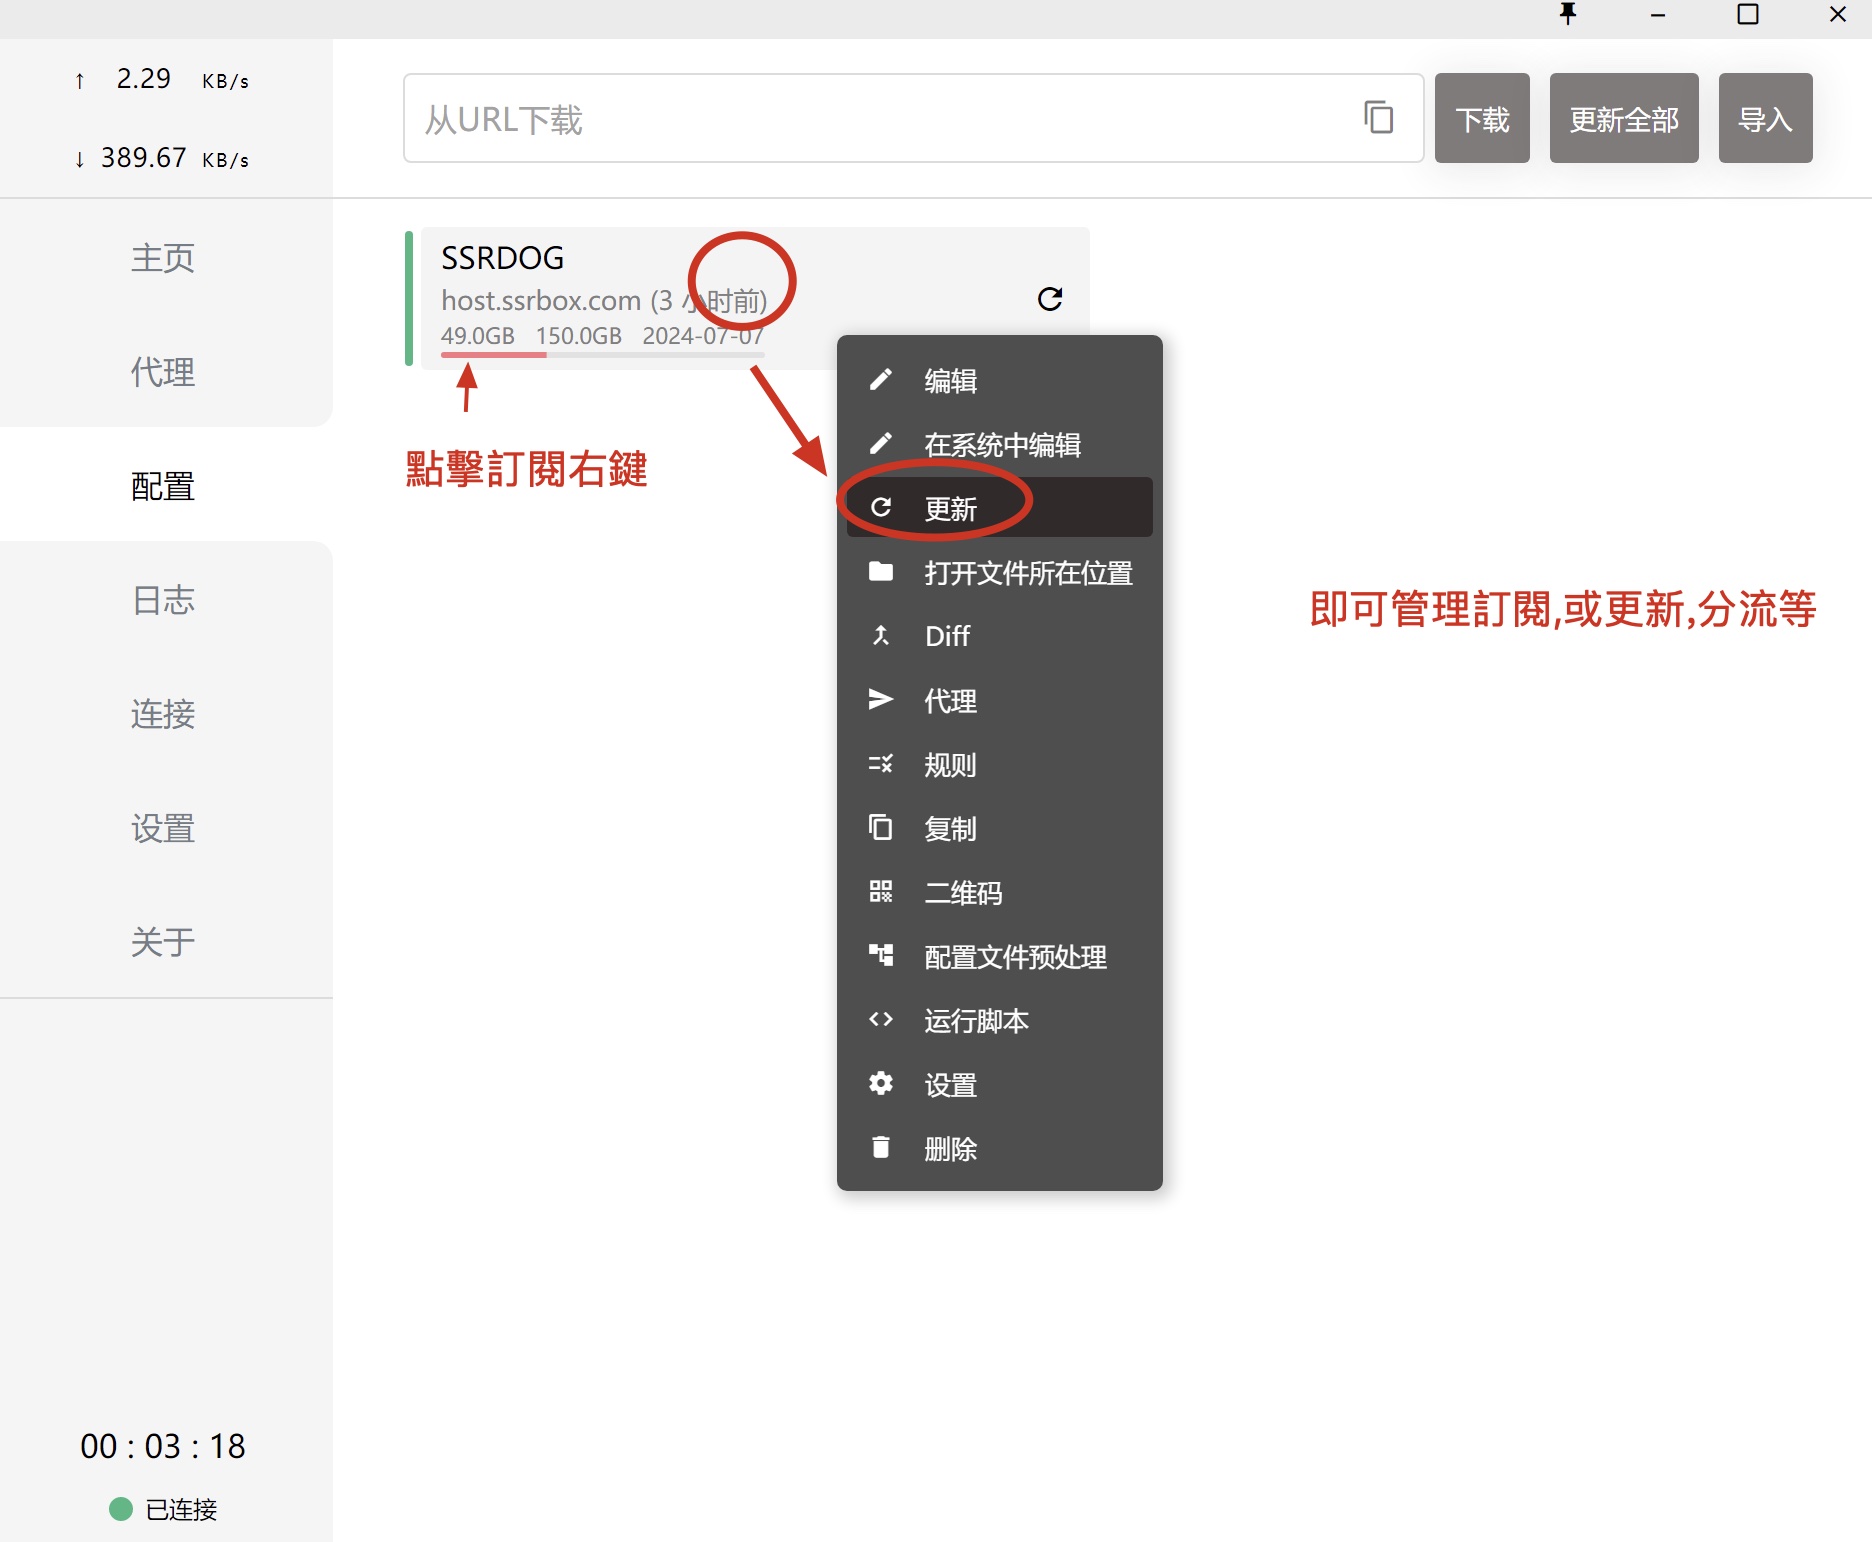 ↑ 2.29 KB/s
↓ 389.67 KB/s
主页
代理
配置
日志
连接
设置
关于
00 : 03 : 18
已连接
从URL下载
下载
更新全部
导入
SSRDOG
host.ssrbox.com (3 小时前)
49.0GB 150.0GB 2024-07-07
點擊訂閱右鍵
编辑
在系统中编辑
更新
打开文件所在位置
Diff
代理
规则
复制
二维码
配置文件预处理
运行脚本
设置
删除
即可管理訂閱,或更新,分流等